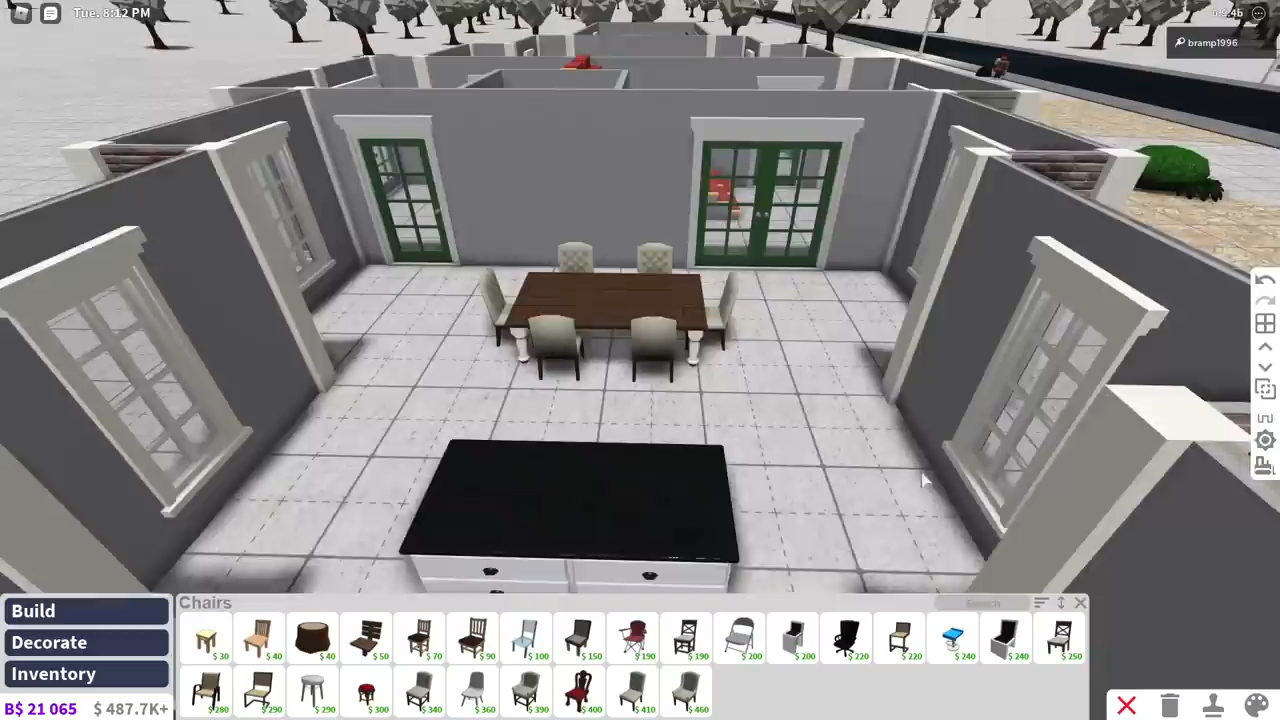 Tue. 8:12 PM
bramp1996
Build
Decorate
Inventory
B$ 21 065 $ 487.7K+
Chairs
Search
$30 $40 $40 $50 $70 $90 $100 $150 $190 $190 $200 $200 $220 $220 $240 $240 $250
$280 $290 $290 $300 $340 $360 $390 $400 $410 $460